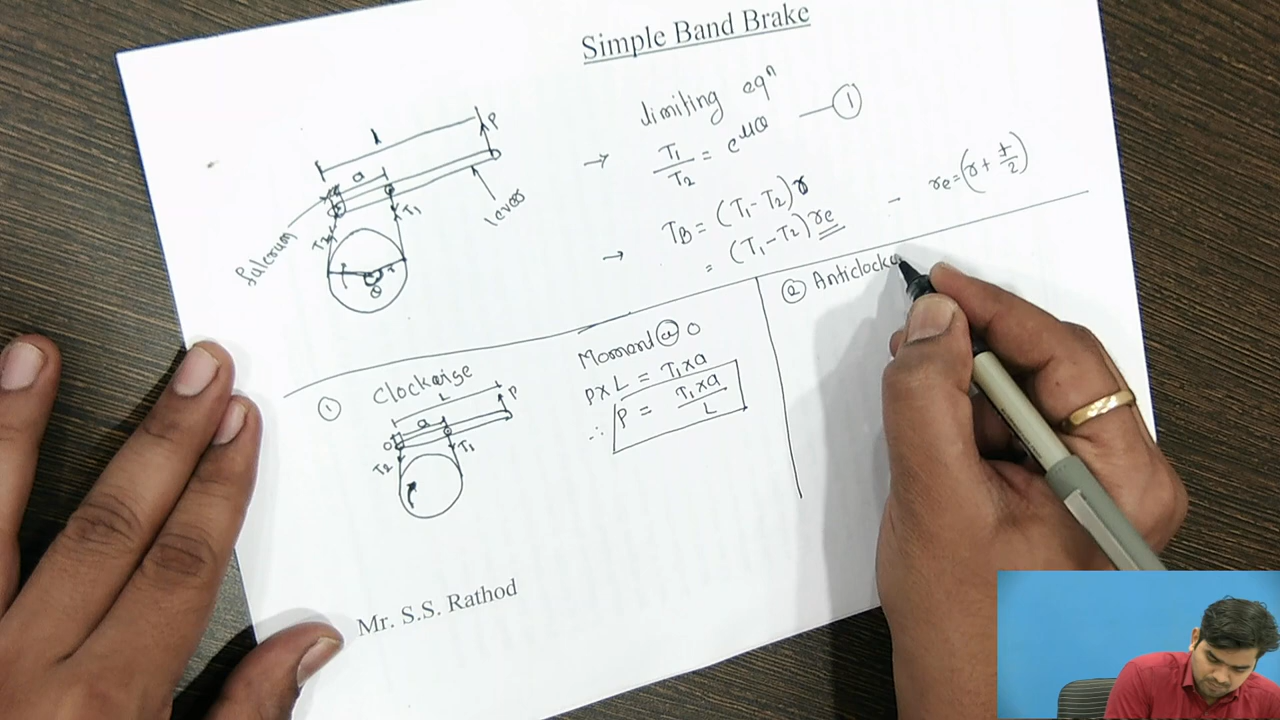 Simple Band Brake
l
P
a
T₁
lever
fulcrum
T₂
r
θ
limiting eqⁿ
→ T₁/T₂ = e^μθ — ①
→ T_B = (T₁-T₂) r
= (T₁-T₂) re - re = (r + t/2)
① Clockwise
L
P
a
O
T₂
T₁
Moment @ O
P x L = T₁ x a
∴ P = T₁ x a / L
② Anticlock
Mr. S.S. Rathod